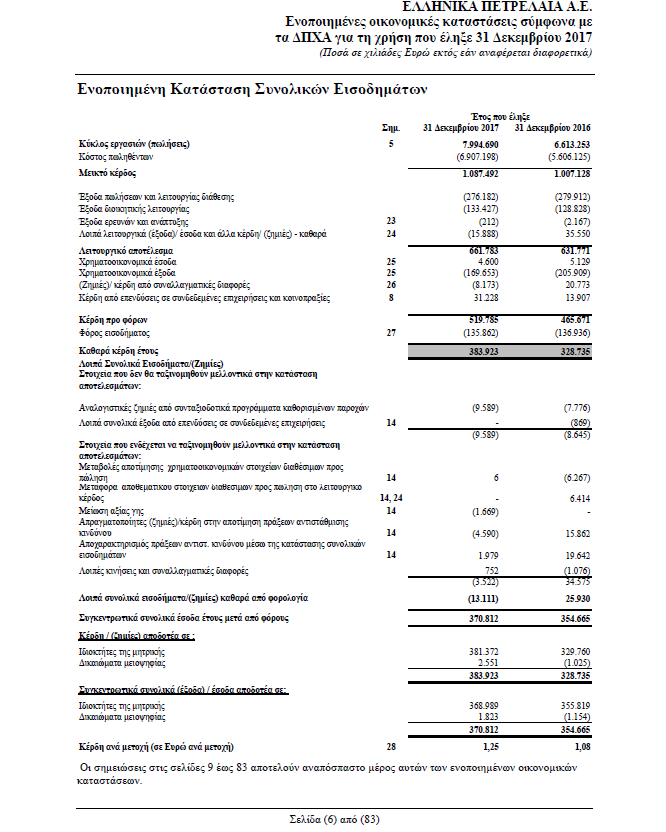 ΕΛΛΗΝΙΚΑ ΠΕΤΡΕΛΑΙΑ Α.Ε.
Ενοποιημένες οικονομικές καταστάσεις σύμφωνα με
τα ΔΠΧΑ για τη χρήση που έληξε 31 Δεκεμβρίου 2017
(Ποσά σε χιλιάδες Ευρώ εκτός εάν αναφέρεται διαφορετικά)
Ενοποιημένη Κατάσταση Συνολικών Εισοδημάτων
Έτος που έληξε
Σημ. 31 Δεκεμβρίου 2017 31 Δεκεμβρίου 2016
Κύκλος εργασιών (πωλήσεις) 5 7.994.690 6.613.253
Κόστος πωληθέντων (6.907.198) (5.606.125)
Μεικτό κέρδος 1.087.492 1.007.128
Έξοδα πωλήσεων και λειτουργίας διάθεσης (276.182) (279.912)
Έξοδα διοικητικής λειτουργίας (133.427) (128.828)
Έξοδα ερευνών και ανάπτυξης 23 (212) (2.167)
Λοιπά λειτουργικά (έξοδα)/ έσοδα και άλλα κέρδη/ (ζημιές) - καθαρά 24 (15.888) 35.550
Λειτουργικό αποτέλεσμα 661.783 631.771
Χρηματοοικονομικά έσοδα 25 4.600 5.129
Χρηματοοικονομικά έξοδα 25 (169.653) (205.909)
(Ζημιές)/ κέρδη από συναλλαγματικές διαφορές 26 (8.173) 20.773
Κέρδη από επενδύσεις σε συνδεδεμένες επιχειρήσεις και κοινοπραξίες 8 31.228 13.907
Κέρδη προ φόρων 519.785 465.671
Φόρος εισοδήματος 27 (135.862) (136.936)
Καθαρά κέρδη έτους 383.923 328.735
Λοιπά Συνολικά Εισοδήματα/(Ζημίες)
Στοιχεία που δεν θα ταξινομηθούν μελλοντικά στην κατάσταση
αποτελεσμάτων:
Αναλογιστικές ζημιές από συνταξιοδοτικά προγράμματα καθορισμένων παροχών (9.589) (7.776)
Λοιπά συνολικά έξοδα από επενδύσεις σε συνδεδεμένες επιχειρήσεις 14 - (869)
(9.589) (8.645)
Στοιχεία που ενδέχεται να ταξινομηθούν μελλοντικά στην κατάσταση
αποτελεσμάτων:
Μεταβολές αποτίμησης χρηματοοικονομικών στοιχείων διαθέσιμων προς
πώληση 14 6 (6.267)
Μεταφορά αποθεματικού στοιχείων διαθέσιμων προς πώληση στο λειτουργικό
κέρδος 14, 24 - 6.414
Μείωση αξίας γης 14 (1.669) -
Απραγματοποίητες (ζημιές)/κέρδη στην αποτίμηση πράξεων αντιστάθμισης
κινδύνου 14 (4.590) 15.862
Αποχαρακτηρισμός πράξεων αντιστ. κινδύνου μέσω της κατάστασης συνολικών
εισοδημάτων 14 1.979 19.642
Λοιπές κινήσεις και συναλλαγματικές διαφορές 752 (1.076)
(3.522) 34.575
Λοιπά συνολικά εισοδήματα/(ζημίες) καθαρά από φορολογία (13.111) 25.930
Συγκεντρωτικά συνολικά έσοδα έτους μετά από φόρους 370.812 354.665
Κέρδη / (ζημίες) αποδοτέα σε :
Ιδιοκτήτες της μητρικής 381.372 329.760
Δικαιώματα μειοψηφίας 2.551 (1.025)
383.923 328.735
Συγκεντρωτικά συνολικά (έξοδα) / έσοδα αποδοτέα σε:
Ιδιοκτήτες της μητρικής 368.989 355.819
Δικαιώματα μειοψηφίας 1.823 (1.154)
370.812 354.665
Κέρδη ανά μετοχή (σε Ευρώ ανά μετοχή) 28 1,25 1,08
Οι σημειώσεις στις σελίδες 9 έως 83 αποτελούν αναπόσπαστο μέρος αυτών των ενοποιημένων οικονομικών
καταστάσεων.
Σελίδα (6) από (83)